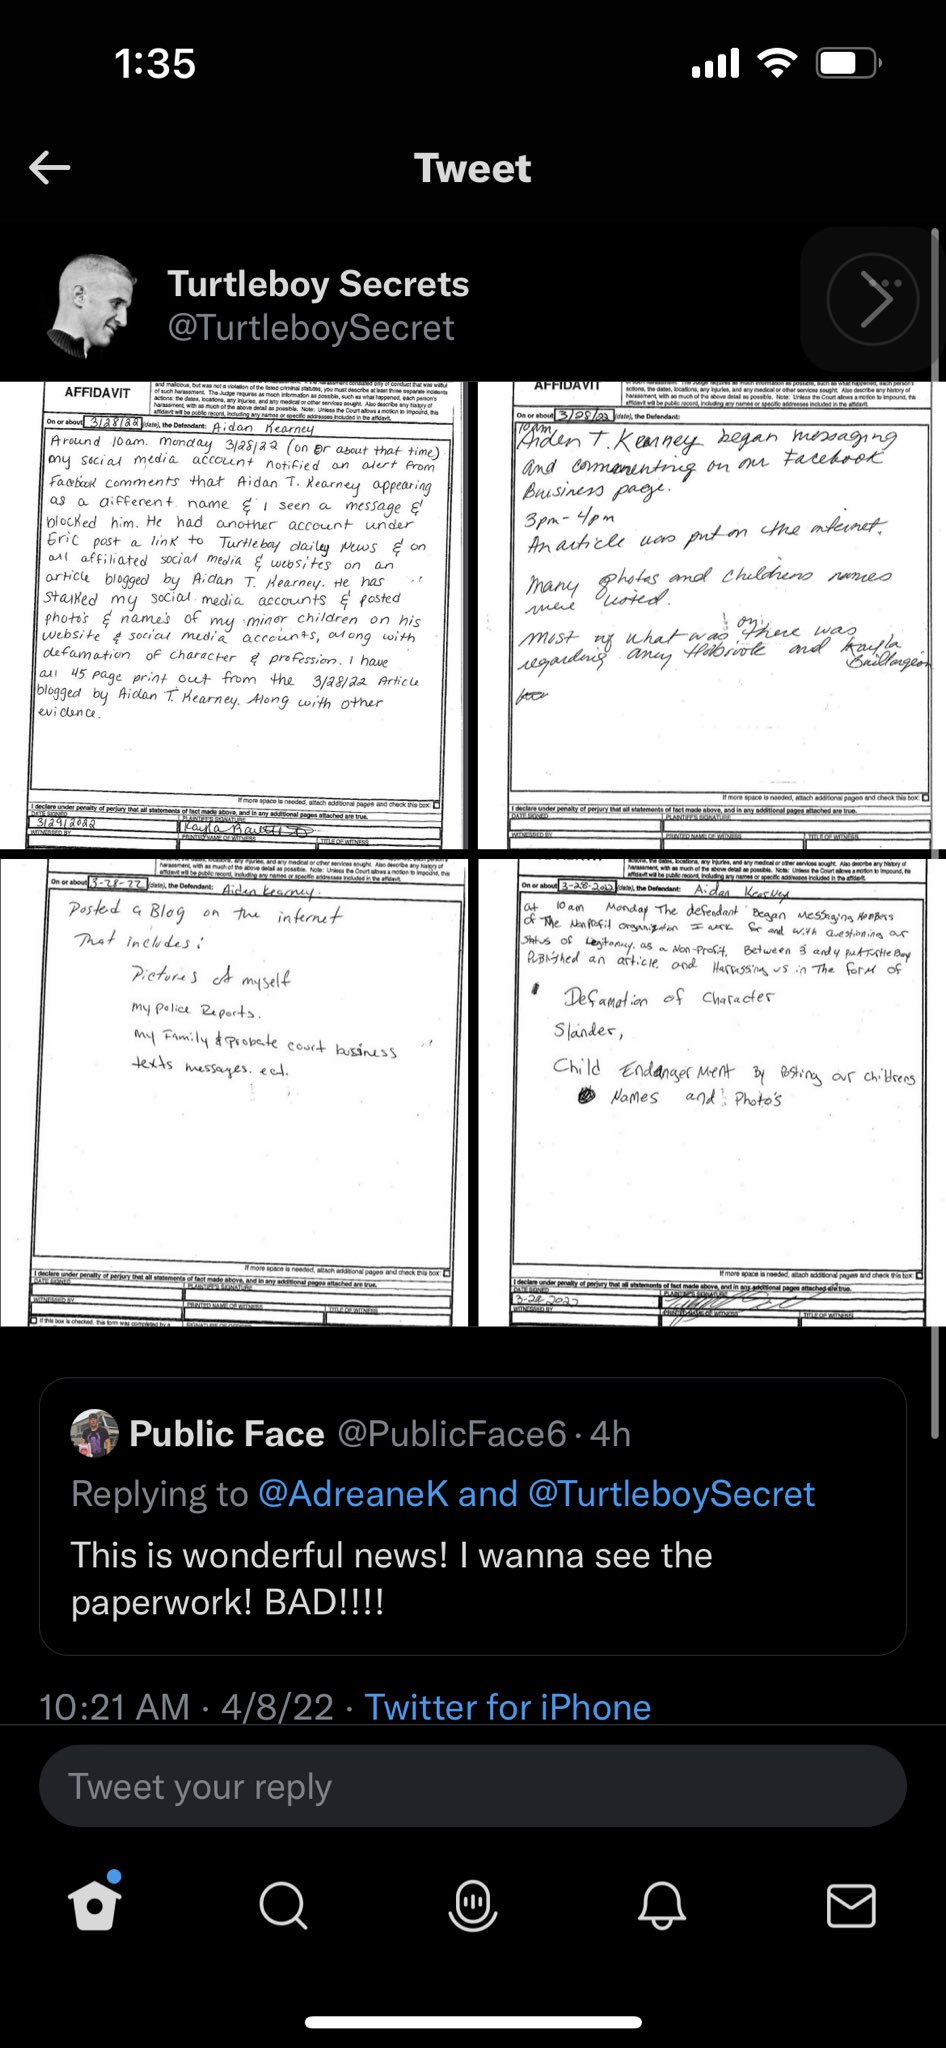 1:35
Tweet
Turtleboy Secrets
@TurtleboySecret
and malicious, but was not a violation of the listed criminal statutes, you must describe at least three separate incidents
of such harassment. The Judge requires as much information as possible, such as what happened, each person's
actions, the dates, locations, any injuries, and any medical or other services sought. Also describe any history of
harassment, with as much of the above detail as possible. Note: Unless the Court allows a motion to impound, this
affidavit will be public record, including any names or specific addresses included in the affidavit.
AFFIDAVIT
On or about 3/28/22 (date), the Defendant: Aidan Kearney
Around 10am. Monday 3/28/22 (on or about that time)
my social media account notified an alert from
Facebook comments that Aidan T. Kearney appearing
as a different name & I seen a message &
blocked him. He had another account under
Eric post a link to Turtleboy dailey News & on
all affiliated social media & websites on an
article blogged by Aidan T. Kearney. He has
stalked my social media accounts & posted
photo's & name's of my minor children on his
website & social media accounts, along with
defamation of character & profession. I have
all 45 page print out from the 3/28/22 Article
blogged by Aidan T. Kearney. Along with other
evidence.
If more space is needed, attach additional pages and check this box:
I declare under penalty of perjury that all statements of fact made above, and in any additional pages attached are true.
DATE SIGNED PLAINTIFF'S SIGNATURE
3/29/2022
WITNESSED BY PRINTED NAME OF WITNESS TITLE OF WITNESS
AFFIDAVIT
actions, the dates, locations, any injuries, and any medical or other services sought. Also describe any history of
harassment, with as much of the above detail as possible. Note: Unless the Court allows a motion to impound, this
affidavit will be public record, including any names or specific addresses included in the affidavit.
On or about 3/28/22 (date), the Defendant:
10am
Aiden T. Kearney began messaging
and commenting on our Facebook
Buisiness page.
3pm-4pm
An article was put on the internet.
Many photos and childrens names
were listed.
most of what was on there was
regarding and Kayla
If more space is needed, attach additional pages and check this box:
I declare under penalty of perjury that all statements of fact made above, and in any additional pages attached are true.
DATE SIGNED PLAINTIFF'S SIGNATURE
WITNESSED BY PRINTED NAME OF WITNESS TITLE OF WITNESS
actions, the dates, locations, any injuries, and any medical or other services sought. Also describe any history of
harassment, with as much of the above detail as possible. Note: Unless the Court allows a motion to impound, this
affidavit will be public record, including any names or specific addresses included in the affidavit.
On or about 3-28-22 (date), the Defendant: Aiden Kearney.
Posted a Blog on the internet
That includes:
Pictures of myself
my Police Reports.
my Family & probate court business
texts messages. ect.
If more space is needed, attach additional pages and check this box:
I declare under penalty of perjury that all statements of fact made above, and in any additional pages attached are true.
DATE SIGNED PLAINTIFF'S SIGNATURE
WITNESSED BY PRINTED NAME OF WITNESS TITLE OF WITNESS
If this box is checked, this form was completed by a
actions, the dates, locations, any injuries, and any medical or other services sought. Also describe any history of
harassment, with as much of the above detail as possible. Note: Unless the Court allows a motion to impound, this
affidavit will be public record, including any names or specific addresses included in the affidavit.
On or about 3-28-2022 (date), the Defendant: Aidan Kearney
at 10am Monday The defendant Began Messaging Members
of The Nonprofit organization I work for and with questioning our
Status of Legitimacy as a Non-Profit. Between 3 and 4 PM Turtle Boy
Published an article and Harrassing us in The form of
Defamation of Character
Slander,
Child Endangerment By Posting our childrens
Names and Photo's
If more space is needed, attach additional pages and check this box:
I declare under penalty of perjury that all statements of fact made above, and in any additional pages attached are true.
DATE SIGNED PLAINTIFF'S SIGNATURE
3-28-2022
WITNESSED BY PRINTED NAME OF WITNESS TITLE OF WITNESS
Public Face @PublicFace6 · 4h
Replying to @AdreaneK and @TurtleboySecret
This is wonderful news! I wanna see the
paperwork! BAD!!!!
10:21 AM · 4/8/22 · Twitter for iPhone
Tweet your reply